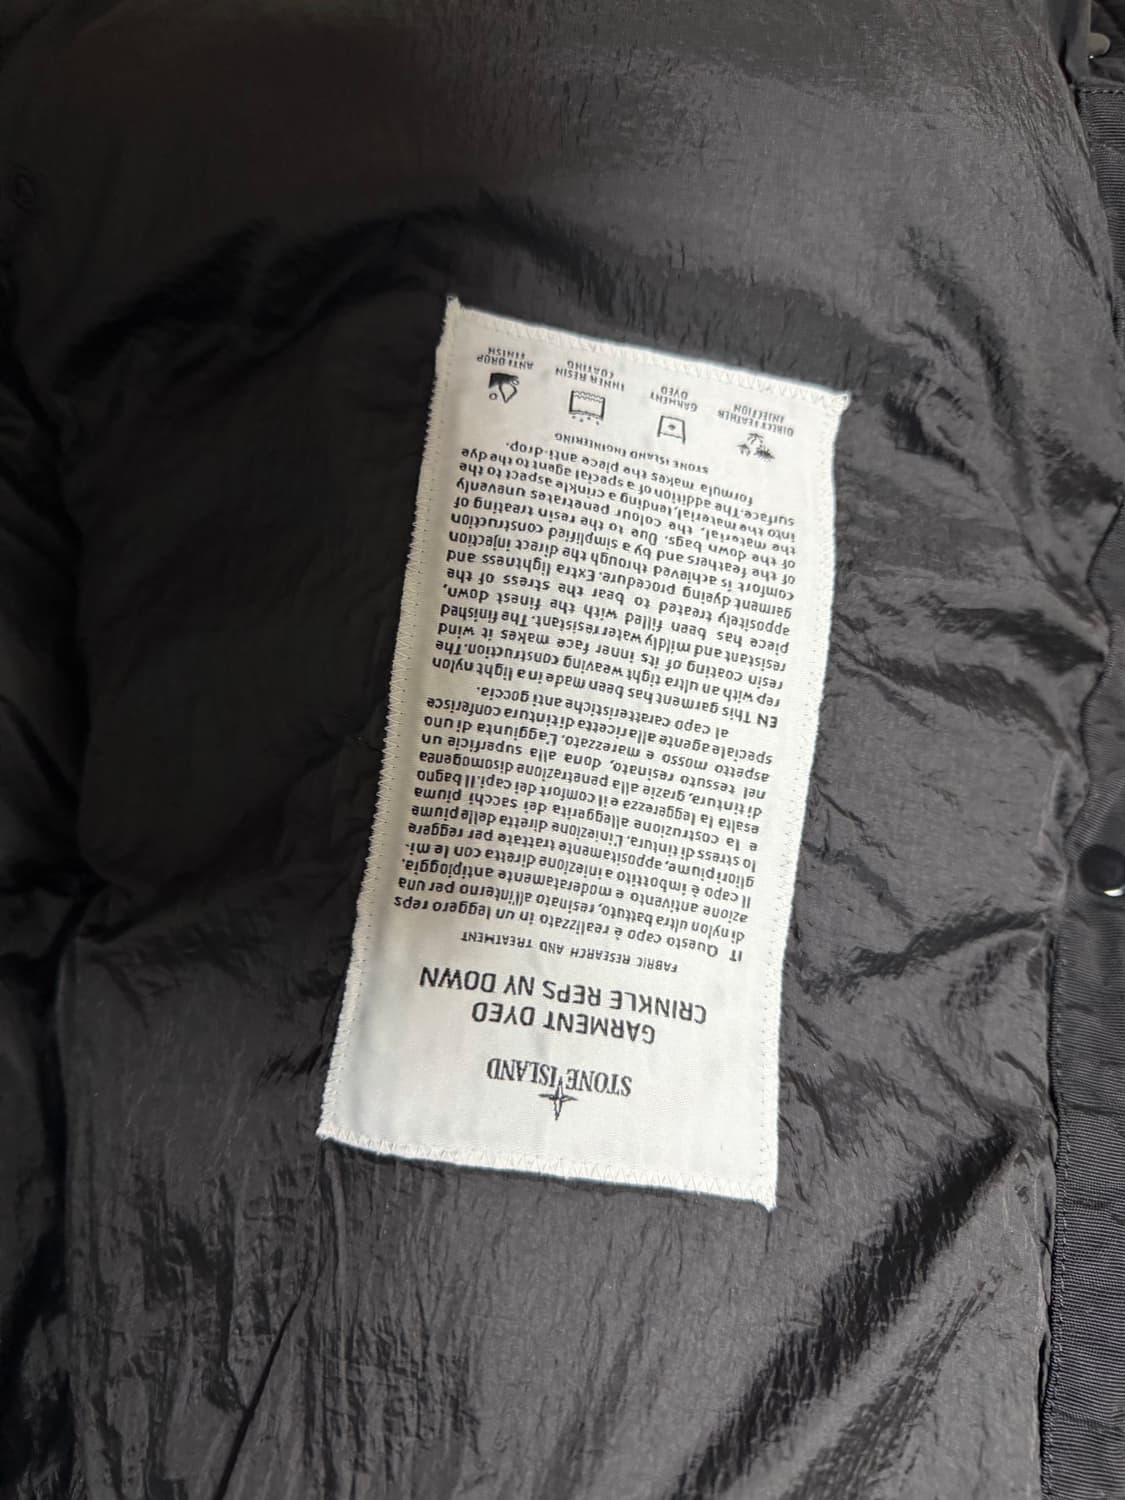 STONE ISLAND
GARMENT DYED
CRINKLE REPS NY DOWN
FABRIC RESEARCH AND TREATMENT
IT Questo capo è realizzato in un leggero reps
di nylon ultra battuto, resinato all'interno per una
azione antivento e moderatamente antipioggia.
Il capo è imbottito a iniezione diretta con le mi-
gliori piume, appositamente trattate per reggere
lo stress di tintura. L'iniezione diretta delle piume
e la costruzione alleggerita dei sacchi piuma
esalta la leggerezza e il comfort dei capi. Il bagno
di tintura, grazie alla penetrazione disomogenea
nel tessuto resinato, dona alla superficie un
aspetto mosso e marezzato. L'aggiunta di uno
speciale agente alla ricetta di tintura conferisce
al capo caratteristiche anti goccia.
EN This garment has been made in a light nylon
rep with an ultra tight weaving construction. The
resin coating of its inner face makes it wind
resistant and mildly water resistant. The finished
piece has been filled with the finest down,
appositely treated to bear the stress of the
garment dyeing procedure. Extra lightness and
comfort is achieved through the direct injection
of the feathers and by a simplified construction
of the down bags. Due to the resin treating of
the material, the colour penetrates unevenly
into the material, lending a crinkle aspect to the
surface. The addition of a special agent to the dye
formula makes the piece anti-drop.
STONE ISLAND ENGINEERING
DIRECT FEATHER
INJECTION
GARMENT
DYED
INNER RESIN
COATING
ANTI DROP
FINISH